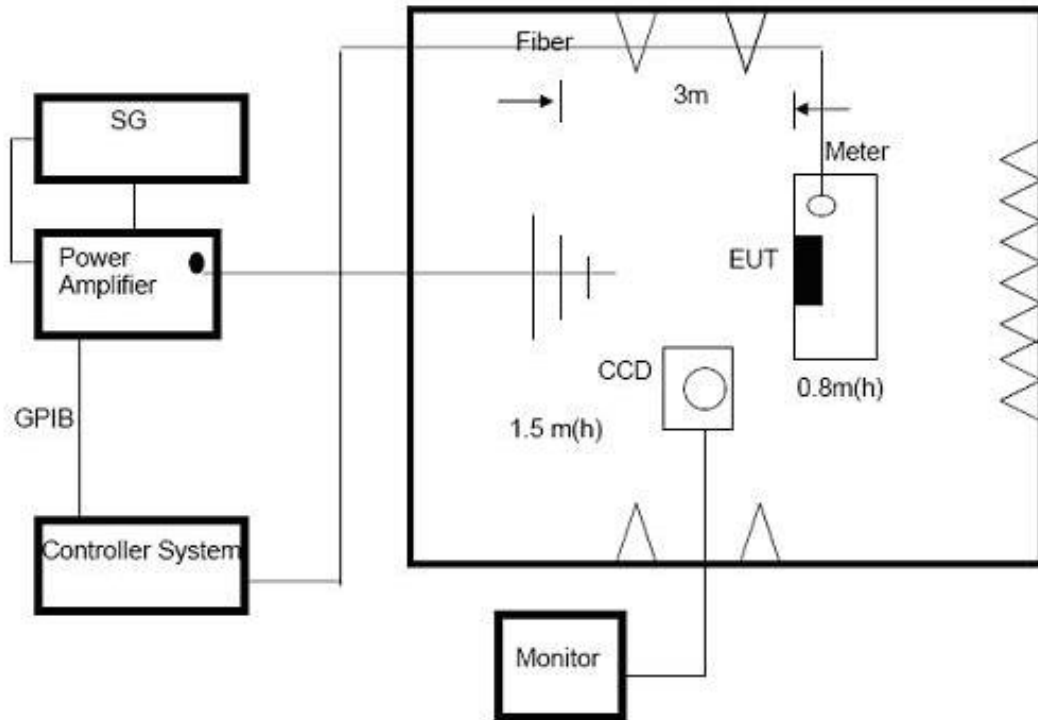 Fiber
3m
SG
Meter
Power
Amplifier
EUT
CCD
0.8m(h)
GPIB
1.5 m(h)
Controller System
Monitor